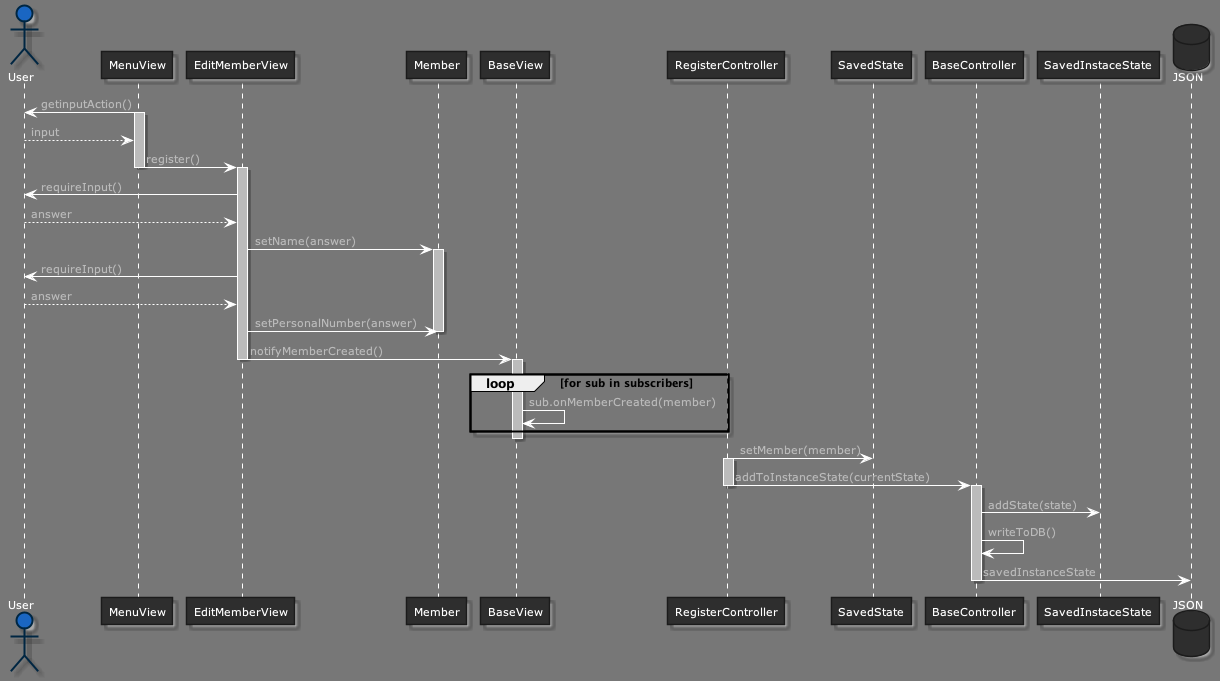 User
MenuView
EditMemberView
Member
BaseView
RegisterController
SavedState
BaseController
SavedInstaceState
JSON
getinputAction()
input
register()
requireInput()
answer
setName(answer)
requireInput()
answer
setPersonalNumber(answer)
notifyMemberCreated()
loop
[for sub in subscribers]
sub.onMemberCreated(member)
setMember(member)
addToInstanceState(currentState)
addState(state)
writeToDB()
savedInstanceState
User
MenuView
EditMemberView
Member
BaseView
RegisterController
SavedState
BaseController
SavedInstaceState
JSON